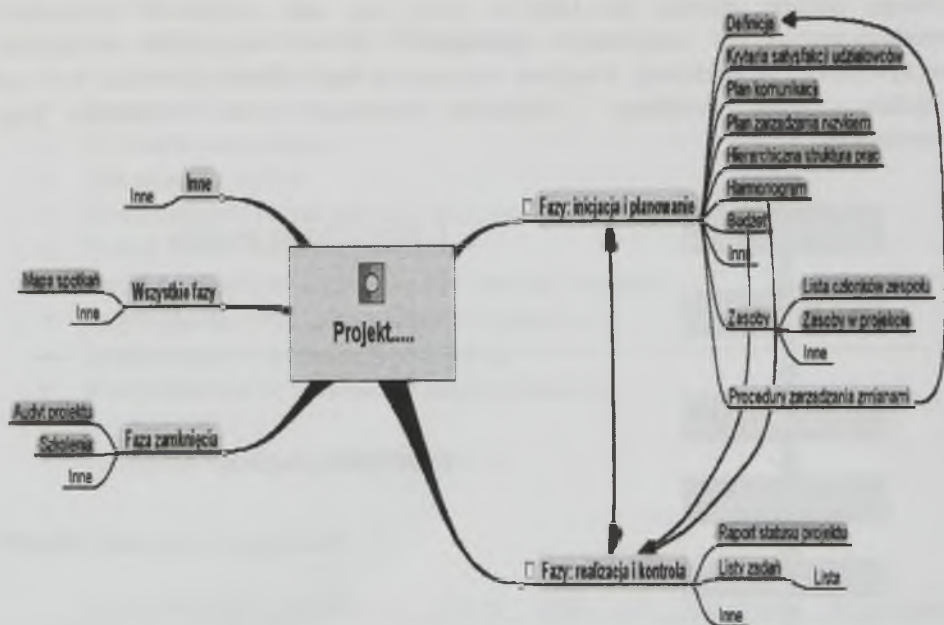 Definicja
Kryteria satysfakcji udziałowców
Plan komunikacji
Plan zarządzania ryzykiem
Hierarchiczna struktura prac
Harmonogram
Fazy: inicjacja i planowanie
Budżet
Inne
Lista członków zespołu
Zasoby
Zasoby w projekcie
Inne
Procedury zarządzania zmianami
Inne
Inne
Mapa spotkań
Wszystkie fazy
Inne
Projekt.....
Audyt projektu
Szkolenia
Faza zamknięcia
Inne
Raport statusu projektu
Fazy: realizacja i kontrola
Listy zadań
Lista
Inne